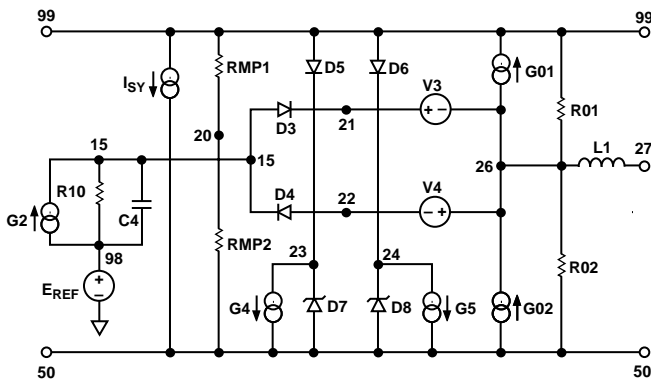 99
99
I_SY
RMP1
D5
D6
G01
V3
R01
D3
21
20
15
15
26
L1
27
R10
C4
G2
D4
22
V4
98
RMP2
23
24
E_REF
R02
G4
D7
D8
G5
G02
50
50